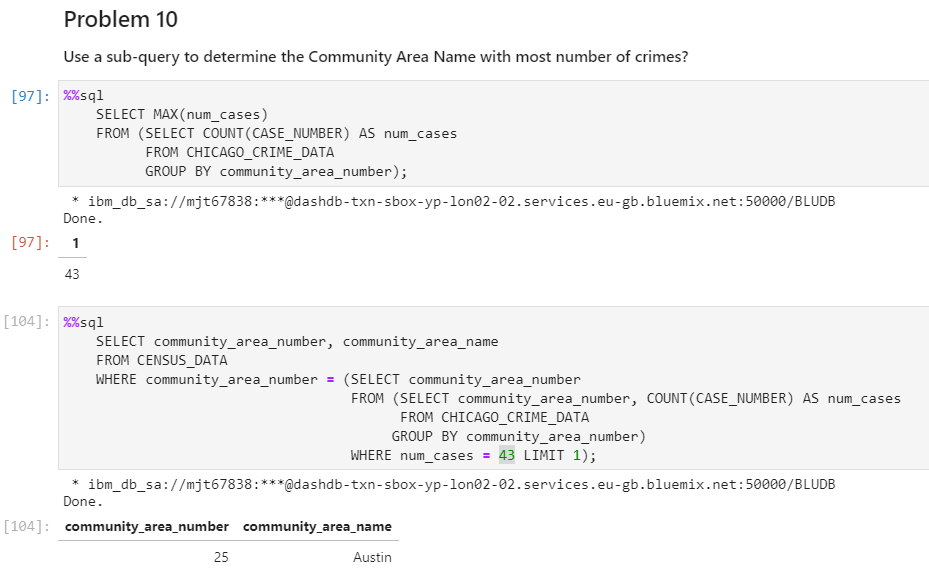 Problem 10
Use a sub-query to determine the Community Area Name with most number of crimes?
[97]: %%sql
SELECT MAX(num_cases)
FROM (SELECT COUNT(CASE_NUMBER) AS num_cases
FROM CHICAGO_CRIME_DATA
GROUP BY community_area_number);
* ibm_db_sa://mjt67838:***@dashdb-txn-sbox-yp-lon02-02.services.eu-gb.bluemix.net:50000/BLUDB
Done.
[97]: 1
43
[104]: %%sql
SELECT community_area_number, community_area_name
FROM CENSUS_DATA
WHERE community_area_number = (SELECT community_area_number
FROM (SELECT community_area_number, COUNT(CASE_NUMBER) AS num_cases
FROM CHICAGO_CRIME_DATA
GROUP BY community_area_number)
WHERE num_cases = 43 LIMIT 1);
* ibm_db_sa://mjt67838:***@dashdb-txn-sbox-yp-lon02-02.services.eu-gb.bluemix.net:50000/BLUDB
Done.
[104]: community_area_number community_area_name
25 Austin